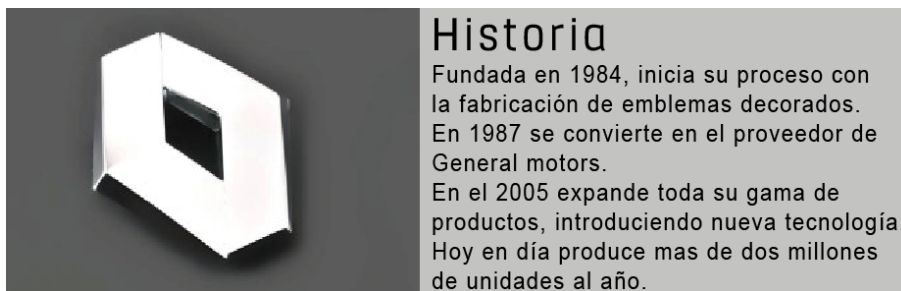 Historia
Fundada en 1984, inicia su proceso con
la fabricación de emblemas decorados.
En 1987 se convierte en el proveedor de
General motors.
En el 2005 expande toda su gama de
productos, introduciendo nueva tecnología
Hoy en día produce mas de dos millones
de unidades al año.